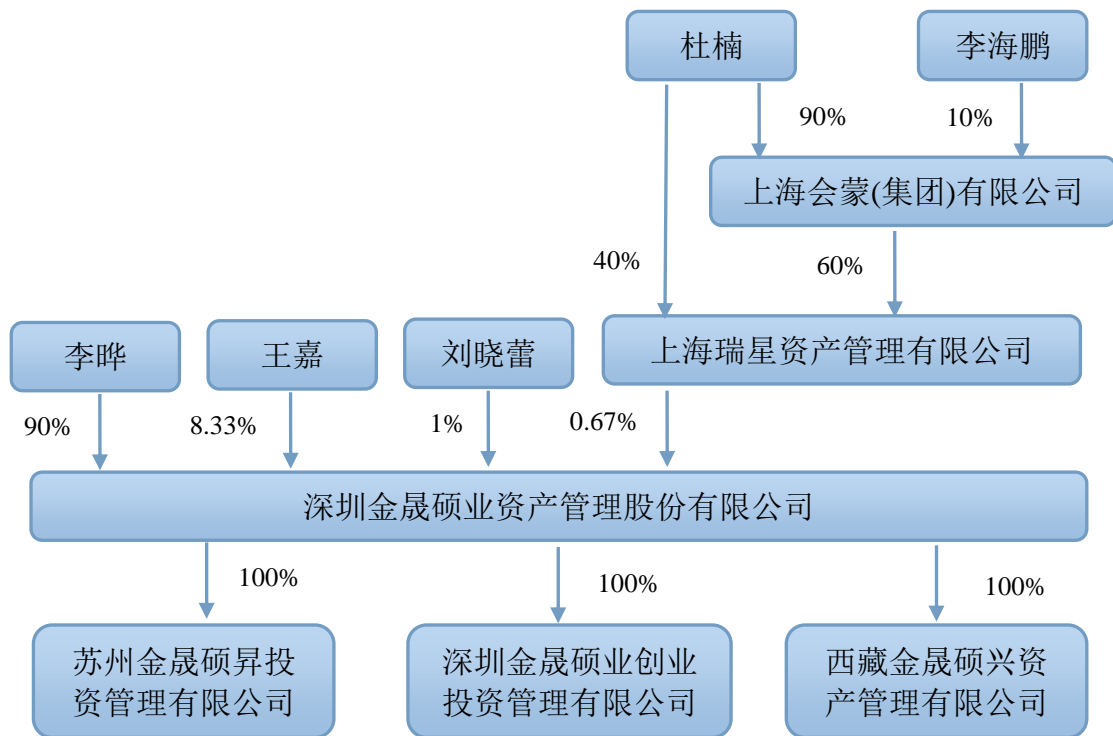 杜楠
李海鹏
90%
10%
上海会蒙(集团)有限公司
40%
60%
李晔
王嘉
刘晓蕾
上海瑞星资产管理有限公司
90%
8.33%
1%
0.67%
深圳金晟硕业资产管理股份有限公司
100%
100%
100%
苏州金晟硕昇投
资管理有限公司
深圳金晟硕业创业
投资管理有限公司
西藏金晟硕兴资
产管理有限公司